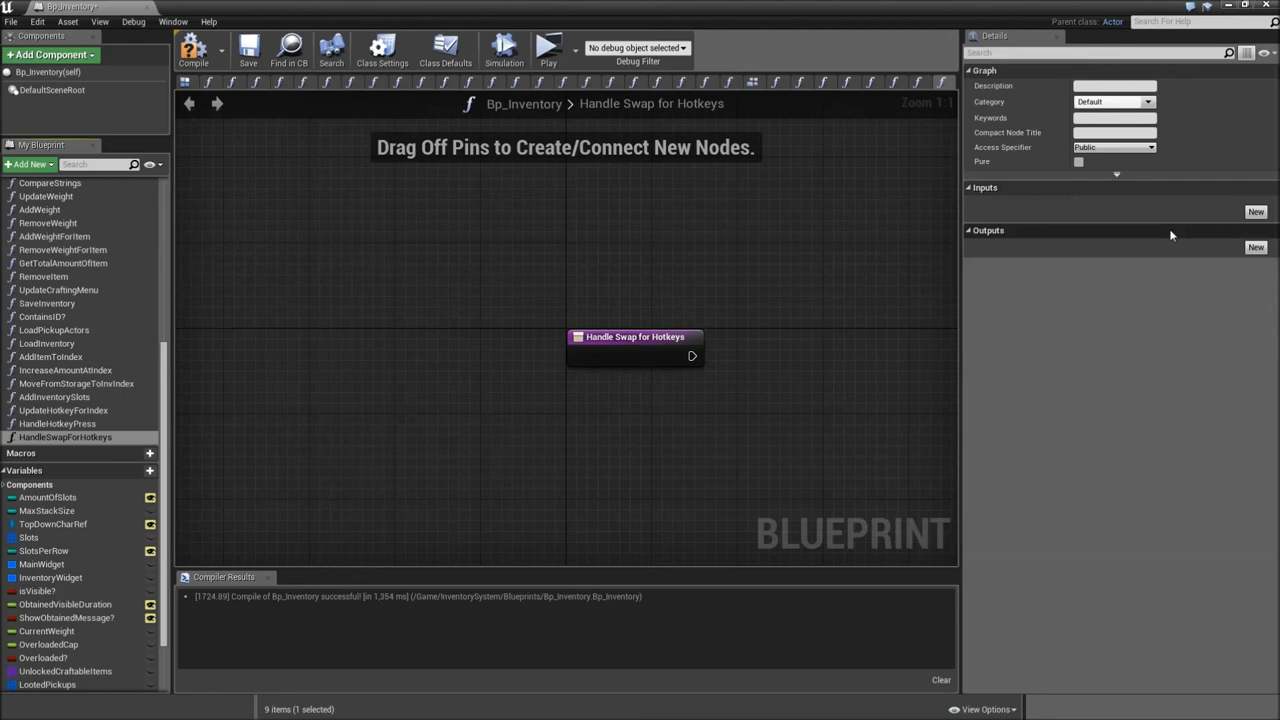 Bp_Inventory*
File Edit Asset View Debug Window Help
Parent class: Actor
Search For Help
Components
Add Component
Bp_Inventory(self)
DefaultSceneRoot
Compile
Save
Find in CB
Search
Class Settings
Class Defaults
Simulation
Play
No debug object selected
Debug Filter
Bp_Inventory > Handle Swap for Hotkeys
Zoom 1:1
Drag Off Pins to Create/Connect New Nodes.
My Blueprint
Add New
Search
CompareStrings
UpdateWeight
AddWeight
RemoveWeight
AddWeightForItem
RemoveWeightForItem
GetTotalAmountOfItem
RemoveItem
UpdateCraftingMenu
SaveInventory
ContainsID?
LoadPickupActors
LoadInventory
AddItemToIndex
IncreaseAmountAtIndex
MoveFromStorageToInvIndex
AddInventorySlots
UpdateHotkeyForIndex
HandleHotkeyPress
HandleSwapForHotkeys
Macros
Variables
Components
AmountOfSlots
MaxStackSize
TopDownCharRef
Slots
SlotsPerRow
MainWidget
InventoryWidget
isVisible?
ObtainedVisibleDuration
ShowObtainedMessage?
CurrentWeight
OverloadedCap
Overloaded?
UnlockedCraftableItems
LootedPickups
Handle Swap for Hotkeys
BLUEPRINT
Compiler Results
[1724.89] Compile of Bp_Inventory successful! [in 1,354 ms] (/Game/InventorySystem/Blueprints/Bp_Inventory.Bp_Inventory)
Clear
9 items (1 selected)
View Options
Details
Search
Graph
Description
Category Default
Keywords
Compact Node Title
Access Specifier Public
Pure
Inputs
New
Outputs
New